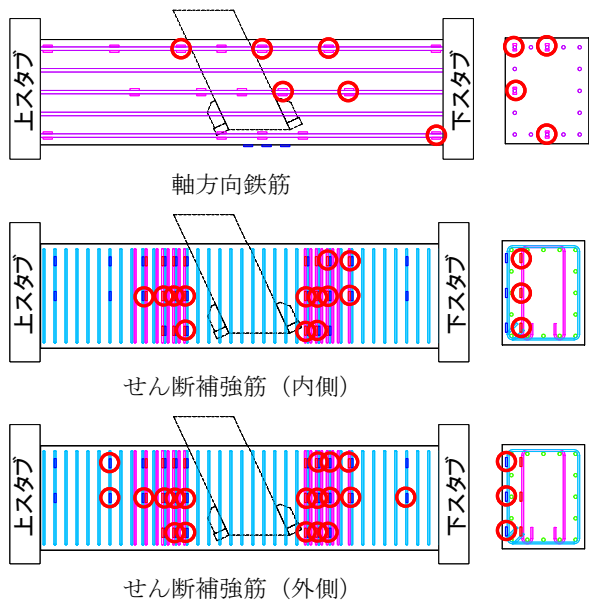 上スタブ
下スタブ
軸方向鉄筋
上スタブ
下スタブ
せん断補強筋（内側）
上スタブ
下スタブ
せん断補強筋（外側）